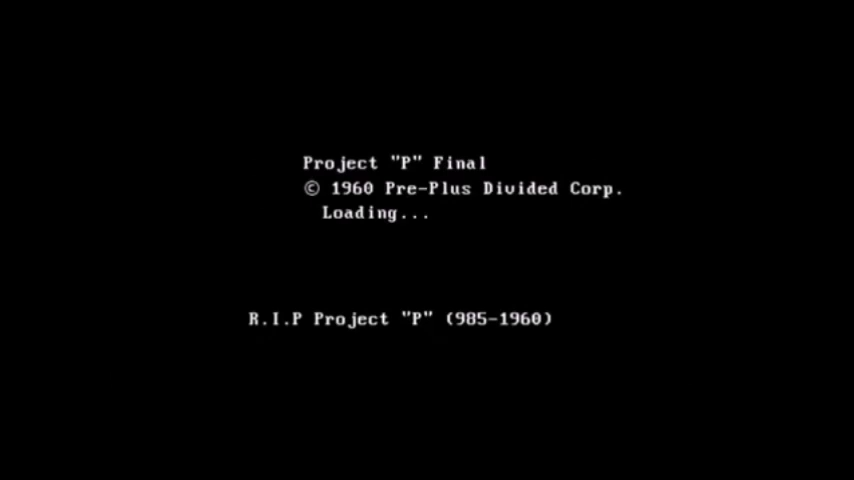 Project "P" Final
© 1960 Pre-Plus Divided Corp.
Loading...
R.I.P Project "P" (985-1960)